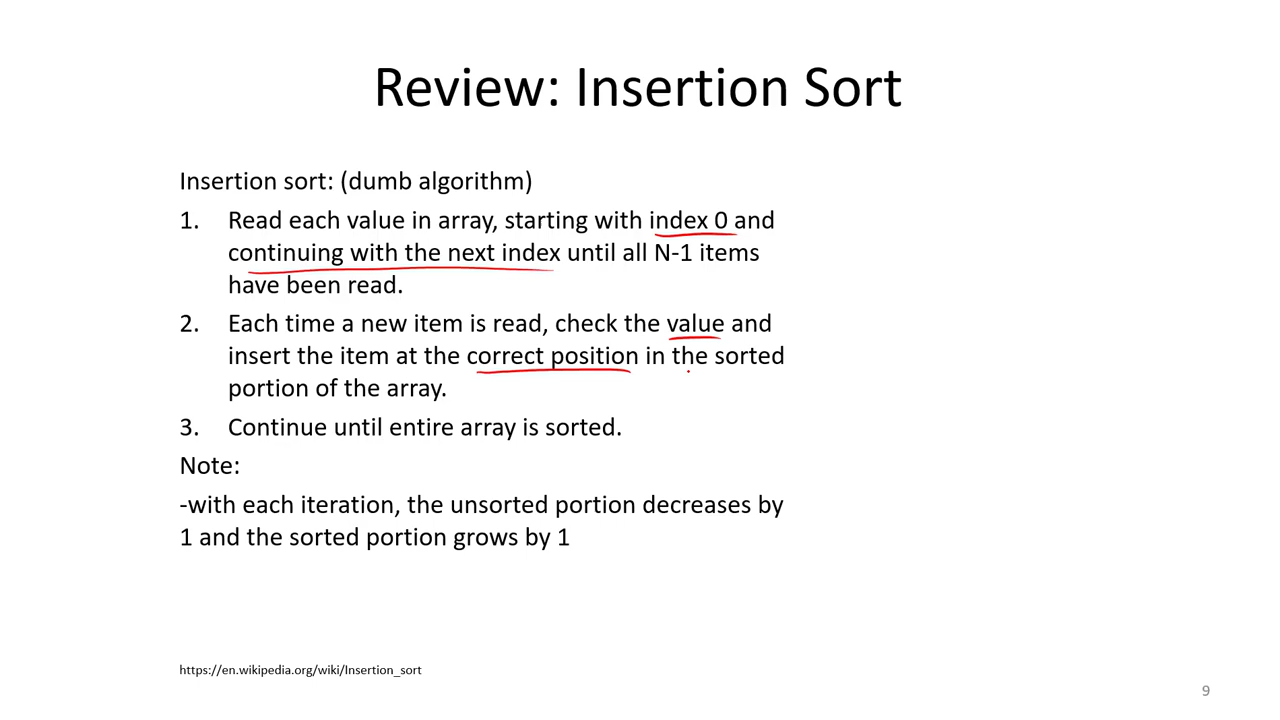 Review: Insertion Sort
Insertion sort: (dumb algorithm)
1. Read each value in array, starting with index 0 and
continuing with the next index until all N-1 items
have been read.
2. Each time a new item is read, check the value and
insert the item at the correct position in the sorted
portion of the array.
3. Continue until entire array is sorted.
Note:
-with each iteration, the unsorted portion decreases by
1 and the sorted portion grows by 1
https://en.wikipedia.org/wiki/Insertion_sort
9